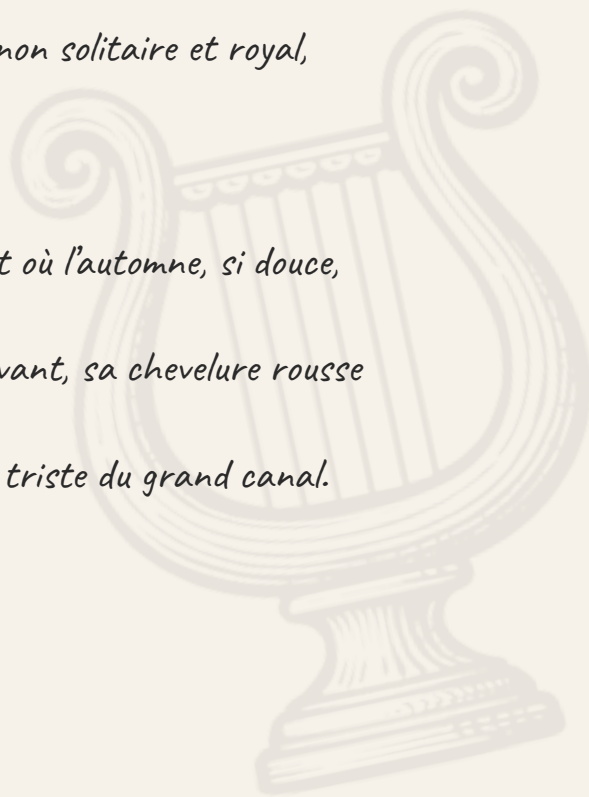 non solitaire et royal,
t où l’automne, si douce,
vant, sa chevelure rousse
triste du grand canal.